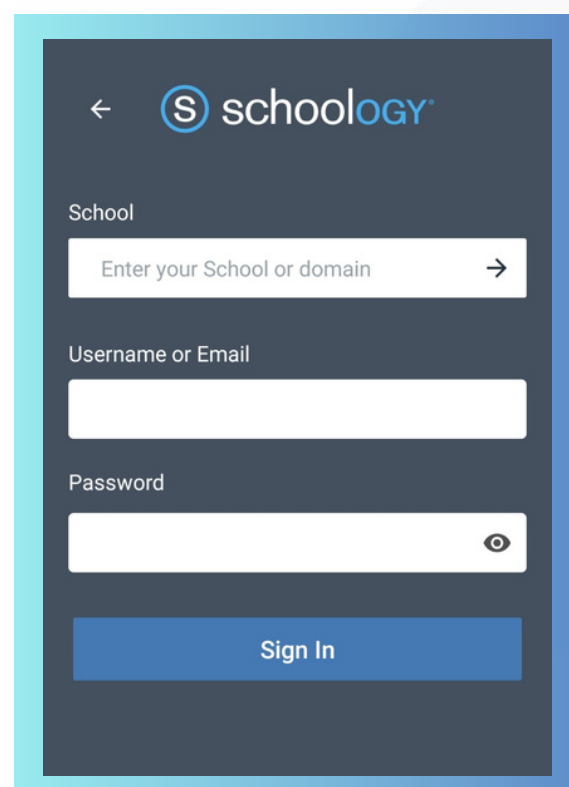 S schoology®
School
Enter your School or domain
Username or Email
Password
Sign In